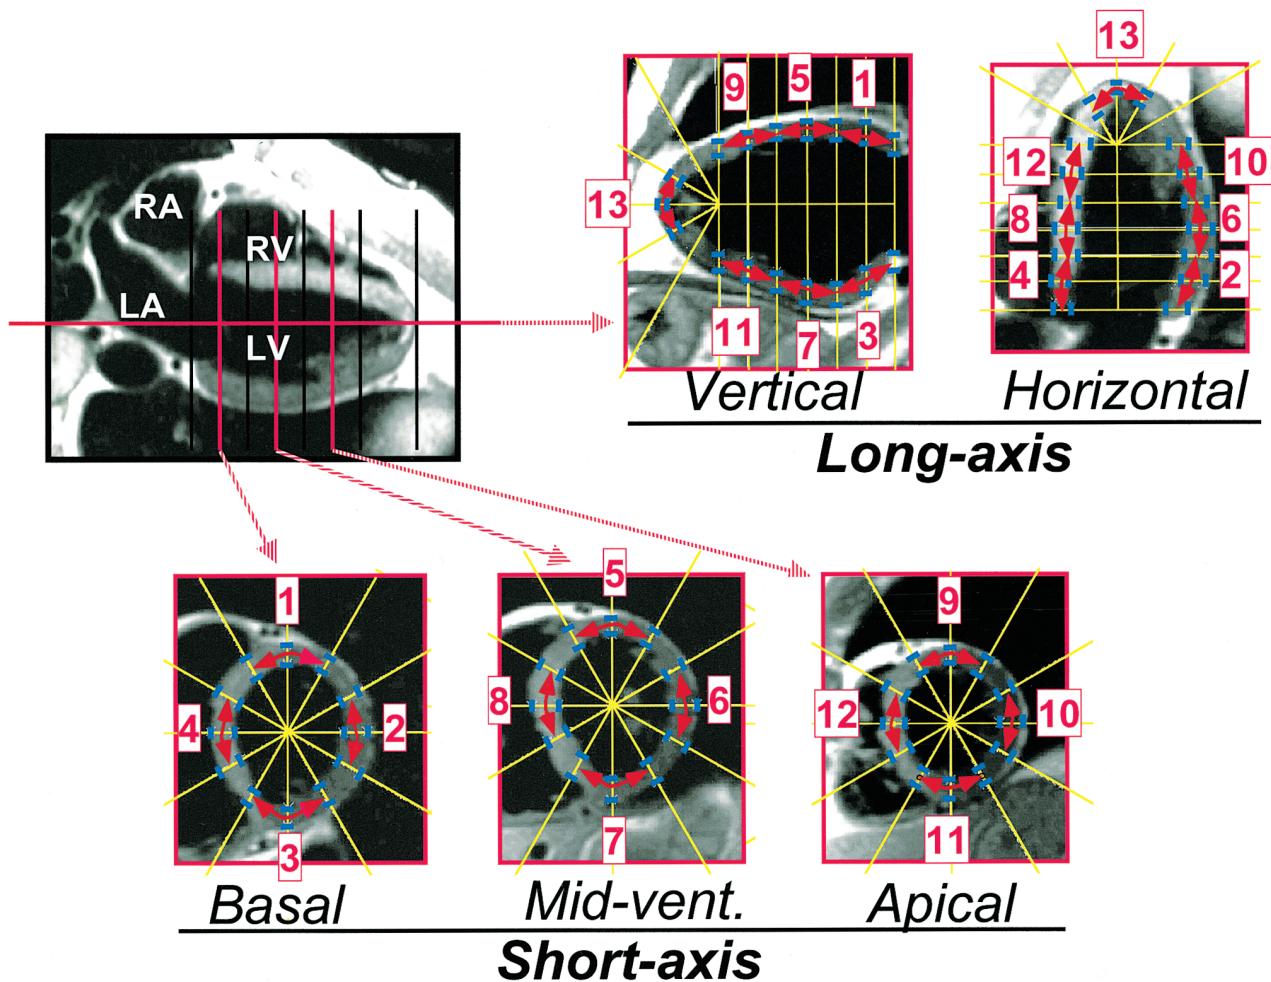 RA
RV
LA
LV
9 5 1
13
11 7 3
Vertical
13
12 10
8 6
4 2
Horizontal
Long-axis
1
4 2
3
Basal
5
8 6
7
Mid-vent.
9
12 10
11
Apical
Short-axis